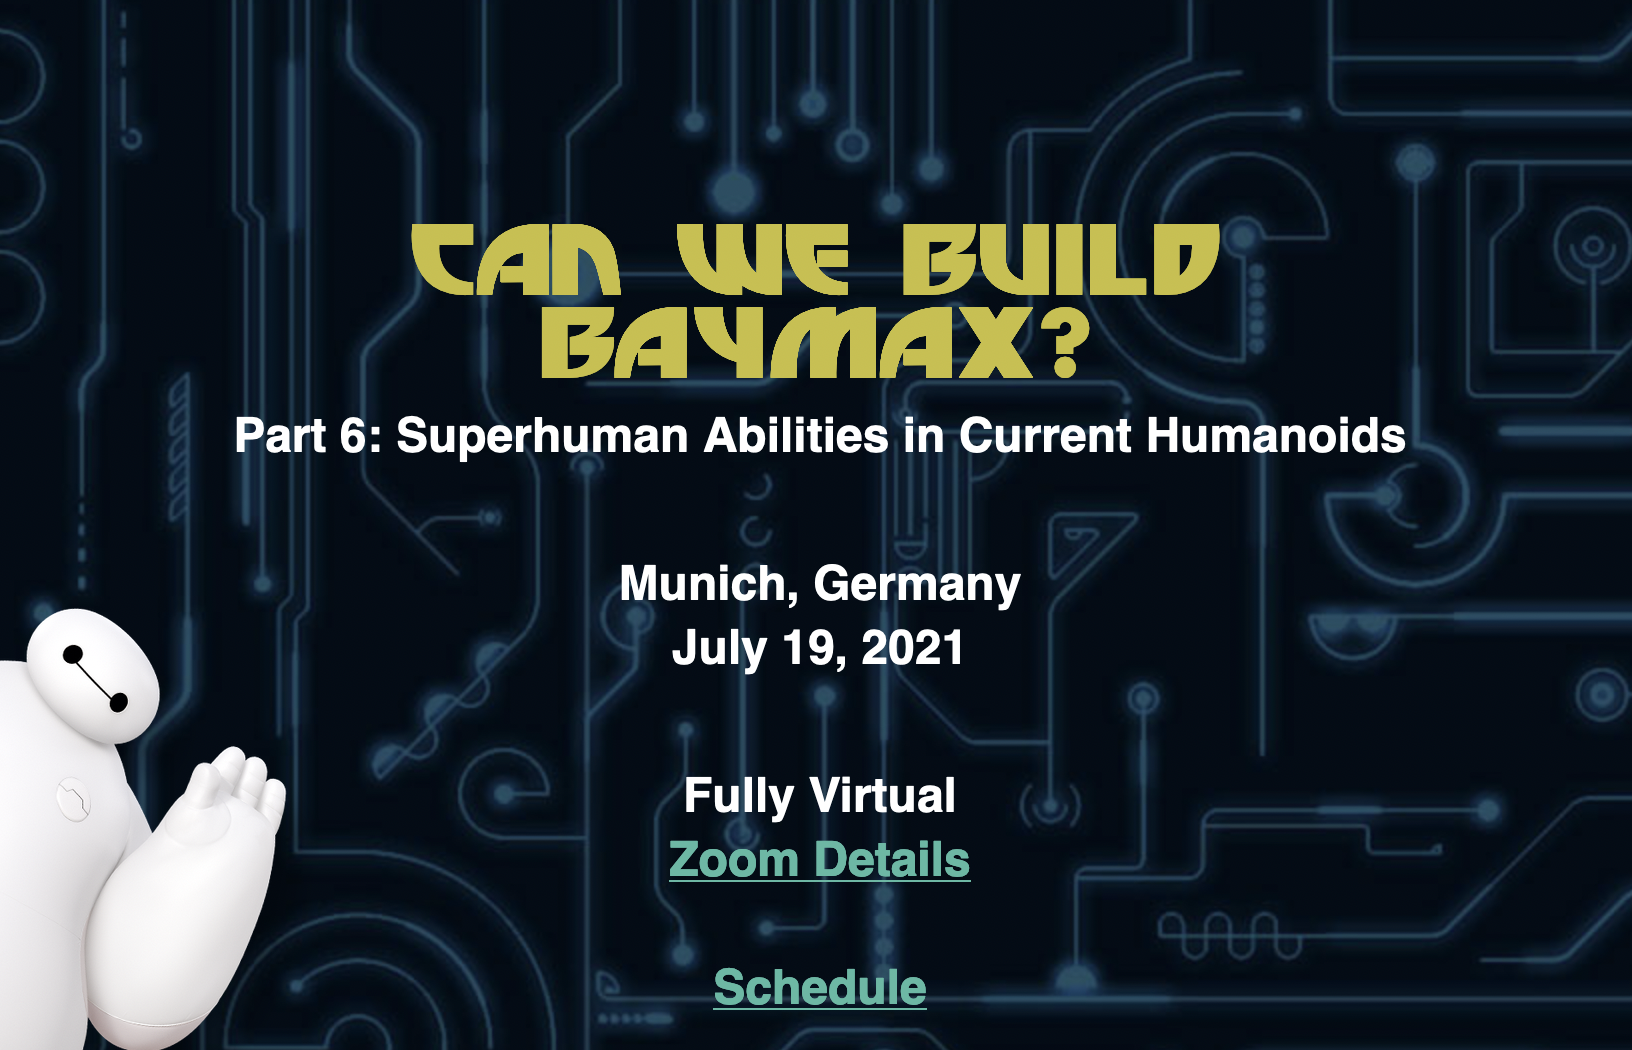 CAN WE BUILD
BAYMAX?
Part 6: Superhuman Abilities in Current Humanoids
Munich, Germany
July 19, 2021
Fully Virtual
Zoom Details
Schedule